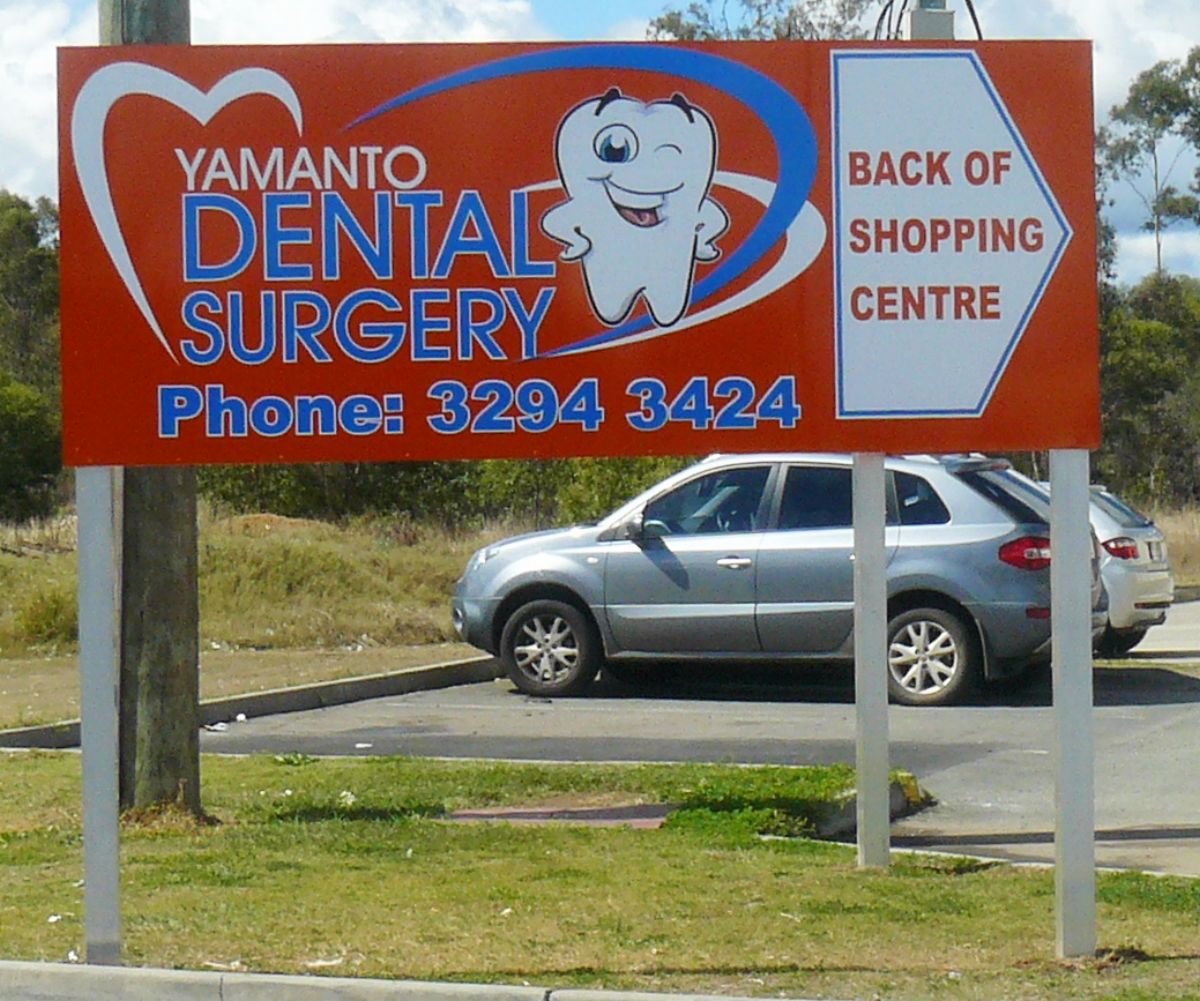 YAMANTO
DENTAL
SURGERY
Phone: 3294 3424
BACK OF
SHOPPING
CENTRE